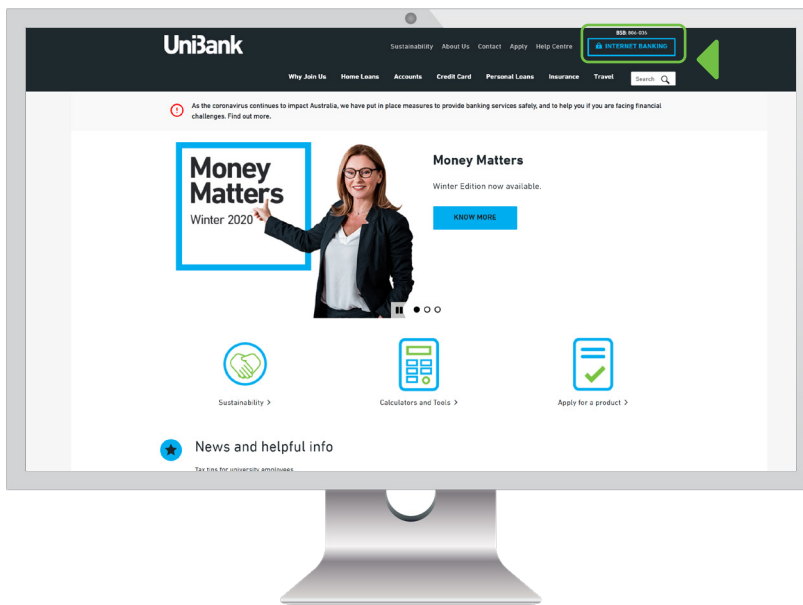 UniBank
Sustainability About Us Contact Apply Help Centre
BSB: 806-036
INTERNET BANKING
Why Join Us Home Loans Accounts Credit Card Personal Loans Insurance Travel Search
As the coronavirus continues to impact Australia, we have put in place measures to provide banking services safely, and to help you if you are facing financial
challenges. Find out more.
Money
Matters
Winter 2020
Money Matters
Winter Edition now available.
KNOW MORE
Sustainability >
Calculators and Tools >
Apply for a product >
News and helpful info
Tax tips for university employees